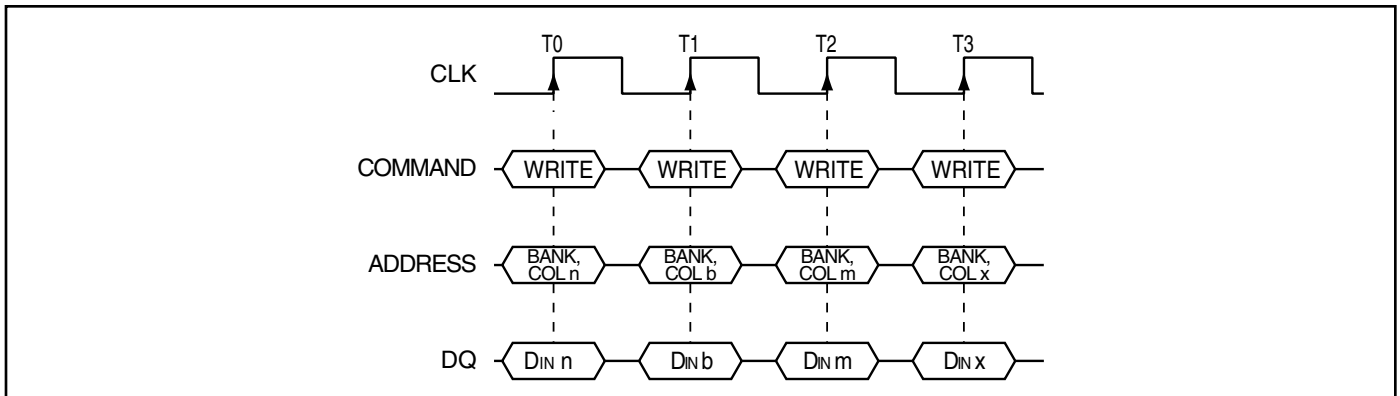 T0 T1 T2 T3
CLK
COMMAND WRITE WRITE WRITE WRITE
ADDRESS BANK, COL n BANK, COL b BANK, COL m BANK, COL x
DQ DIN n DIN b DIN m DIN x